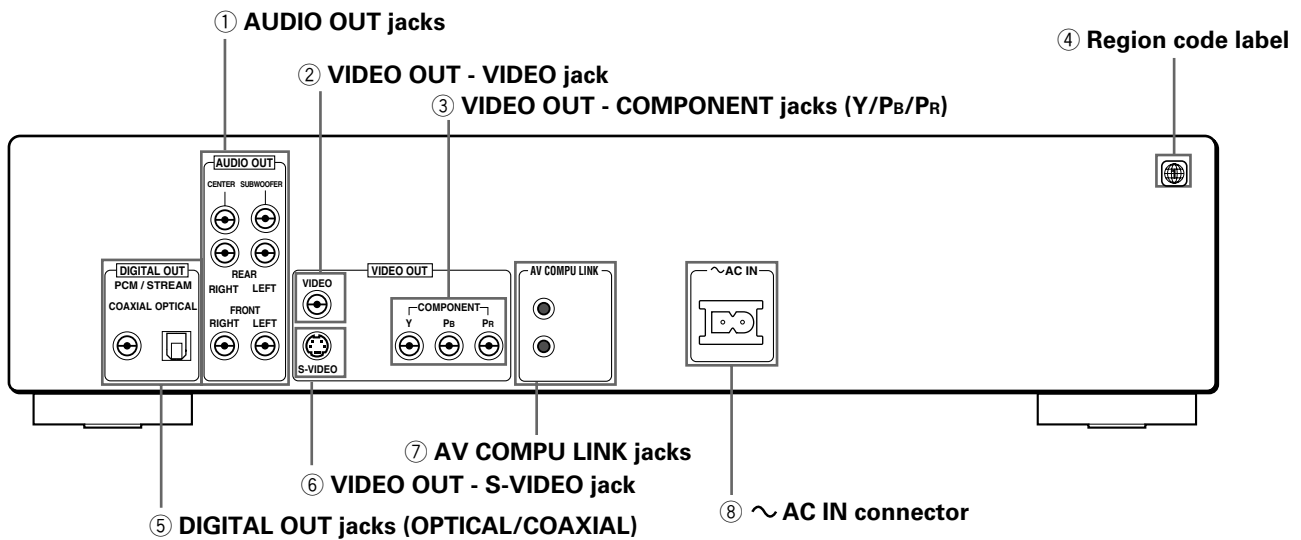 ① AUDIO OUT jacks
④ Region code label
② VIDEO OUT - VIDEO jack
③ VIDEO OUT - COMPONENT jacks (Y/PB/PR)
AUDIO OUT
CENTER SUBWOOFER
DIGITAL OUT
PCM / STREAM
COAXIAL OPTICAL
REAR
RIGHT LEFT
FRONT
RIGHT LEFT
VIDEO OUT
VIDEO
COMPONENT
Y PB PR
S-VIDEO
AV COMPU LINK
~AC IN
⑦ AV COMPU LINK jacks
⑥ VIDEO OUT - S-VIDEO jack
⑤ DIGITAL OUT jacks (OPTICAL/COAXIAL)
⑧ ~ AC IN connector